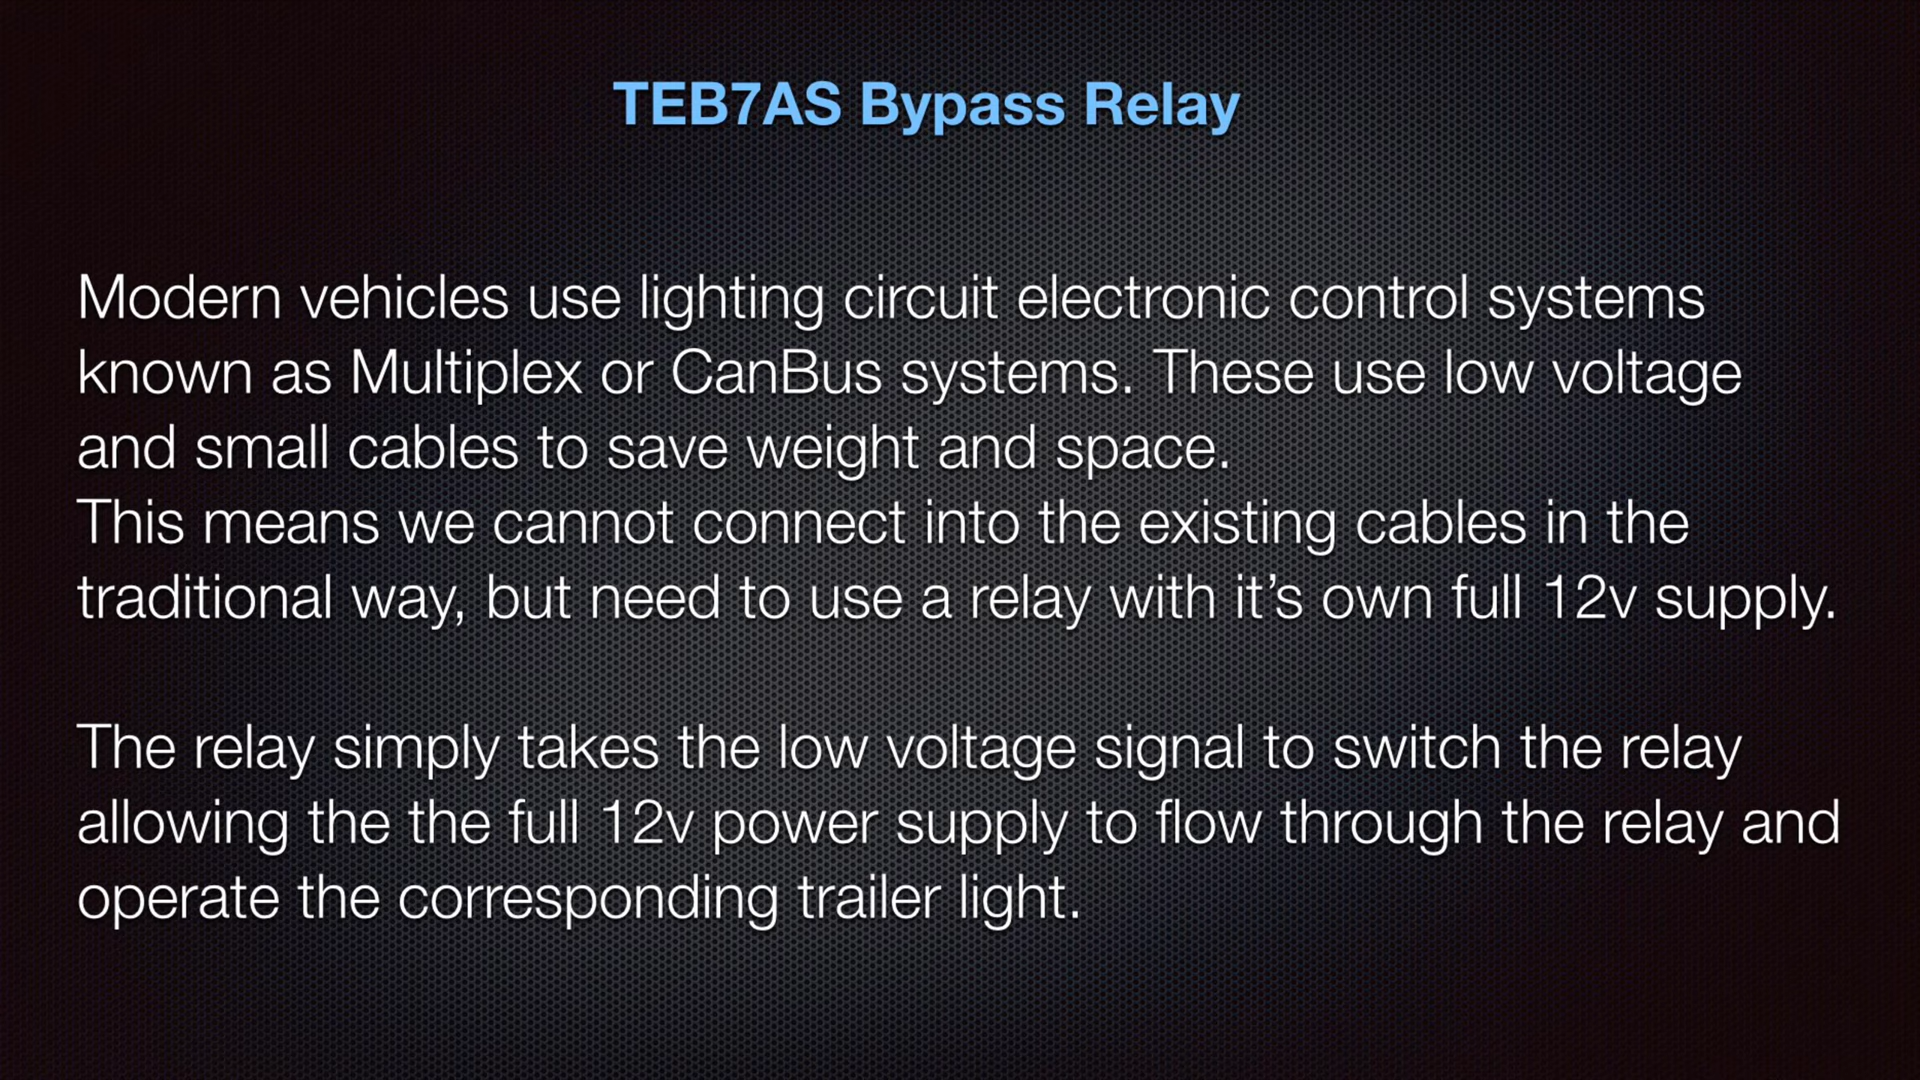 TEB7AS Bypass Relay
Modern vehicles use lighting circuit electronic control systems
known as Multiplex or CanBus systems. These use low voltage
and small cables to save weight and space.
This means we cannot connect into the existing cables in the
traditional way, but need to use a relay with it’s own full 12v supply.
The relay simply takes the low voltage signal to switch the relay
allowing the the full 12v power supply to flow through the relay and
operate the corresponding trailer light.